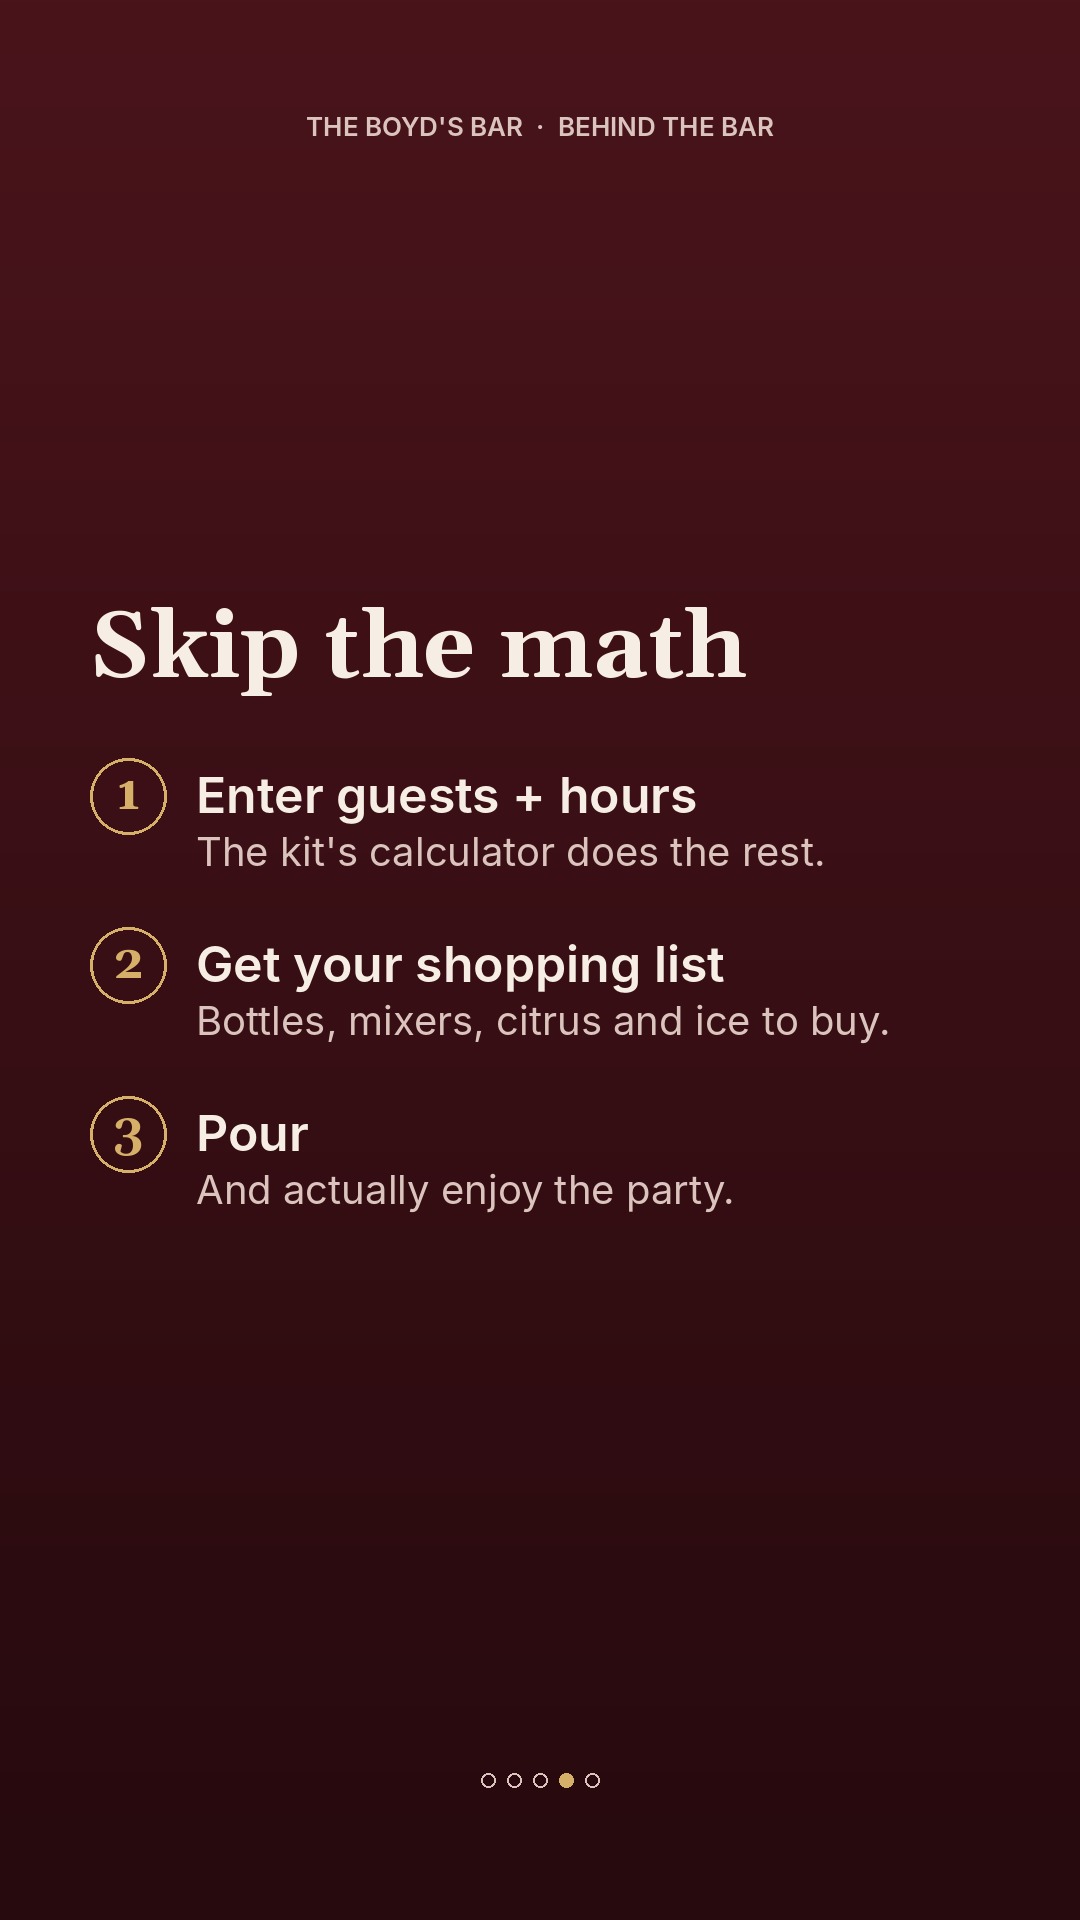 THE BOYD'S BAR · BEHIND THE BAR
Skip the math
1 Enter guests + hours
The kit's calculator does the rest.
2 Get your shopping list
Bottles, mixers, citrus and ice to buy.
3 Pour
And actually enjoy the party.